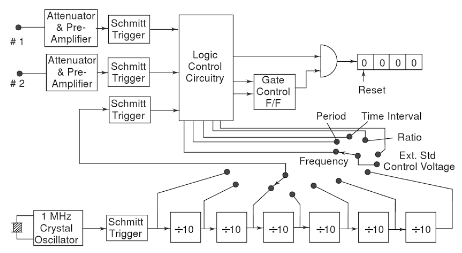 # 1
Attenuator
& Pre-
Amplifier
Schmitt
Trigger
# 2
Attenuator
& Pre-
Amplifier
Schmitt
Trigger
Schmitt
Trigger
Logic
Control
Circuitry
Gate
Control
F/F
0 0 0 0
Reset
Period
Time Interval
Ratio
Frequency
Ext. Std
Control Voltage
1 MHz
Crystal
Oscillator
Schmitt
Trigger
÷10
÷10
÷10
÷10
÷10
÷10